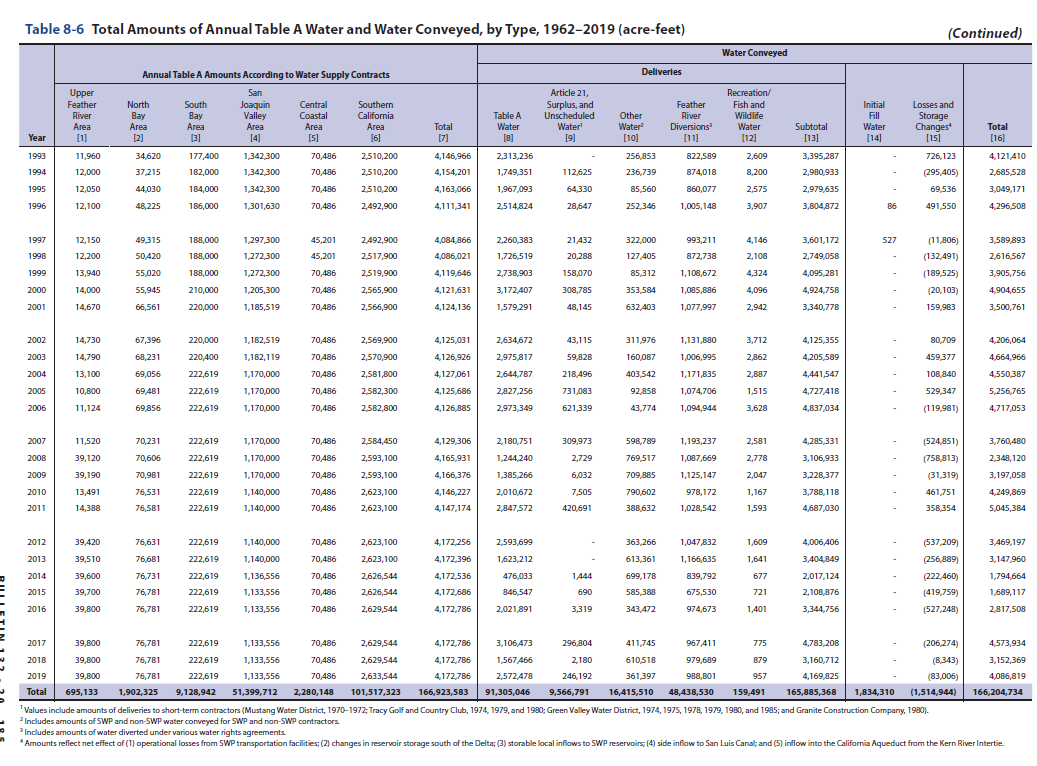 Table 8-6 Total Amounts of Annual Table A Water and Water Conveyed, by Type, 1962–2019 (acre-feet)
(Continued)
Water Conveyed
Annual Table A Amounts According to Water Supply Contracts
Deliveries
Year
Upper Feather River Area [1]
North Bay Area [2]
South Bay Area [3]
San Joaquin Valley Area [4]
Central Coastal Area [5]
Southern California Area [6]
Total [7]
Table A Water [8]
Article 21, Surplus, and Unscheduled Water¹ [9]
Other Water² [10]
Feather River Diversions³ [11]
Recreation/ Fish and Wildlife Water [12]
Subtotal [13]
Initial Fill Water [14]
Losses and Storage Changes⁴ [15]
Total [16]
1993 11,960 34,620 177,400 1,342,300 70,486 2,510,200 4,146,966 2,313,236 - 256,853 822,589 2,609 3,395,287 - 726,123 4,121,410
1994 12,000 37,215 182,000 1,342,300 70,486 2,510,200 4,154,201 1,749,351 112,625 236,739 874,018 8,200 2,980,933 - (295,405) 2,685,528
1995 12,050 44,030 184,000 1,342,300 70,486 2,510,200 4,163,066 1,967,093 64,330 85,560 860,077 2,575 2,979,635 - 69,536 3,049,171
1996 12,100 48,225 186,000 1,301,630 70,486 2,492,900 4,111,341 2,514,824 28,647 252,346 1,005,148 3,907 3,804,872 86 491,550 4,296,508
1997 12,150 49,315 188,000 1,297,300 45,201 2,492,900 4,084,866 2,260,383 21,432 322,000 993,211 4,146 3,601,172 527 (11,806) 3,589,893
1998 12,200 50,420 188,000 1,272,300 45,201 2,517,900 4,086,021 1,726,519 20,288 127,405 872,738 2,108 2,749,058 - (132,491) 2,616,567
1999 13,940 55,020 188,000 1,272,300 70,486 2,519,900 4,119,646 2,738,903 158,070 85,312 1,108,672 4,324 4,095,281 - (189,525) 3,905,756
2000 14,000 55,945 210,000 1,205,300 70,486 2,565,900 4,121,631 3,172,407 308,785 353,584 1,085,886 4,096 4,924,758 - (20,103) 4,904,655
2001 14,670 66,561 220,000 1,185,519 70,486 2,566,900 4,124,136 1,579,291 48,145 632,403 1,077,997 2,942 3,340,778 - 159,983 3,500,761
2002 14,730 67,396 220,000 1,182,519 70,486 2,569,900 4,125,031 2,634,672 43,115 311,976 1,131,880 3,712 4,125,355 - 80,709 4,206,064
2003 14,790 68,231 220,400 1,182,119 70,486 2,570,900 4,126,926 2,975,817 59,828 160,087 1,006,995 2,862 4,205,589 - 459,377 4,664,966
2004 13,100 69,056 222,619 1,170,000 70,486 2,581,800 4,127,061 2,644,787 218,496 403,542 1,171,835 2,887 4,441,547 - 108,840 4,550,387
2005 10,800 69,481 222,619 1,170,000 70,486 2,582,300 4,125,686 2,827,256 731,083 92,858 1,074,706 1,515 4,727,418 - 529,347 5,256,765
2006 11,124 69,856 222,619 1,170,000 70,486 2,582,800 4,126,885 2,973,349 621,339 43,774 1,094,944 3,628 4,837,034 - (119,981) 4,717,053
2007 11,520 70,231 222,619 1,170,000 70,486 2,584,450 4,129,306 2,180,751 309,973 598,789 1,193,237 2,581 4,285,331 - (524,851) 3,760,480
2008 39,120 70,606 222,619 1,170,000 70,486 2,593,100 4,165,931 1,244,240 2,729 769,517 1,087,669 2,778 3,106,933 - (758,813) 2,348,120
2009 39,190 70,981 222,619 1,170,000 70,486 2,593,100 4,166,376 1,385,266 6,032 709,885 1,125,147 2,047 3,228,377 - (31,319) 3,197,058
2010 13,491 76,531 222,619 1,140,000 70,486 2,623,100 4,146,227 2,010,672 7,505 790,602 978,172 1,167 3,788,118 - 461,751 4,249,869
2011 14,388 76,581 222,619 1,140,000 70,486 2,623,100 4,147,174 2,847,572 420,691 388,632 1,028,542 1,593 4,687,030 - 358,354 5,045,384
2012 39,420 76,631 222,619 1,140,000 70,486 2,623,100 4,172,256 2,593,699 - 363,266 1,047,832 1,609 4,006,406 - (537,209) 3,469,197
2013 39,510 76,681 222,619 1,140,000 70,486 2,623,100 4,172,396 1,623,212 - 613,361 1,166,635 1,641 3,404,849 - (256,889) 3,147,960
2014 39,600 76,731 222,619 1,136,556 70,486 2,626,544 4,172,536 476,033 1,444 699,178 839,792 677 2,017,124 - (222,460) 1,794,664
2015 39,700 76,781 222,619 1,133,556 70,486 2,629,544 4,172,686 846,547 690 585,388 675,530 721 2,108,876 - (419,759) 1,689,117
2016 39,800 76,781 222,619 1,133,556 70,486 2,629,544 4,172,786 2,021,891 3,319 343,472 974,673 1,401 3,344,756 - (527,248) 2,817,508
2017 39,800 76,781 222,619 1,133,556 70,486 2,629,544 4,172,786 3,106,473 296,804 411,745 967,411 775 4,783,208 - (206,274) 4,573,934
2018 39,800 76,781 222,619 1,133,556 70,486 2,629,544 4,172,786 1,567,466 2,180 610,518 979,689 879 3,160,712 - (8,343) 3,152,369
2019 39,800 76,781 222,619 1,133,556 70,486 2,633,544 4,172,786 2,572,478 246,192 361,397 988,801 957 4,169,825 - (83,006) 4,086,819
Total 695,133 1,902,325 9,128,942 51,399,712 2,280,148 101,517,323 166,923,583 91,305,046 9,566,791 16,415,510 48,438,530 159,491 165,885,368 1,834,310 (1,514,944) 166,204,734
¹ Values include amounts of deliveries to short-term contractors (Mustang Water District, 1970–1972; Tracy Golf and Country Club, 1974, 1979, and 1980; Green Valley Water District, 1974, 1975, 1978, 1979, 1980, and 1985; and Granite Construction Company, 1980).
² Includes amounts of SWP and non-SWP water conveyed for SWP and non-SWP contractors.
³ Includes amounts of water diverted under various water rights agreements.
⁴ Amounts reflect net effect of (1) operational losses from SWP transportation facilities; (2) changes in reservoir storage south of the Delta; (3) storable local inflows to SWP reservoirs; (4) side inflow to San Luis Canal; and (5) inflow into the California Aqueduct from the Kern River Intertie.